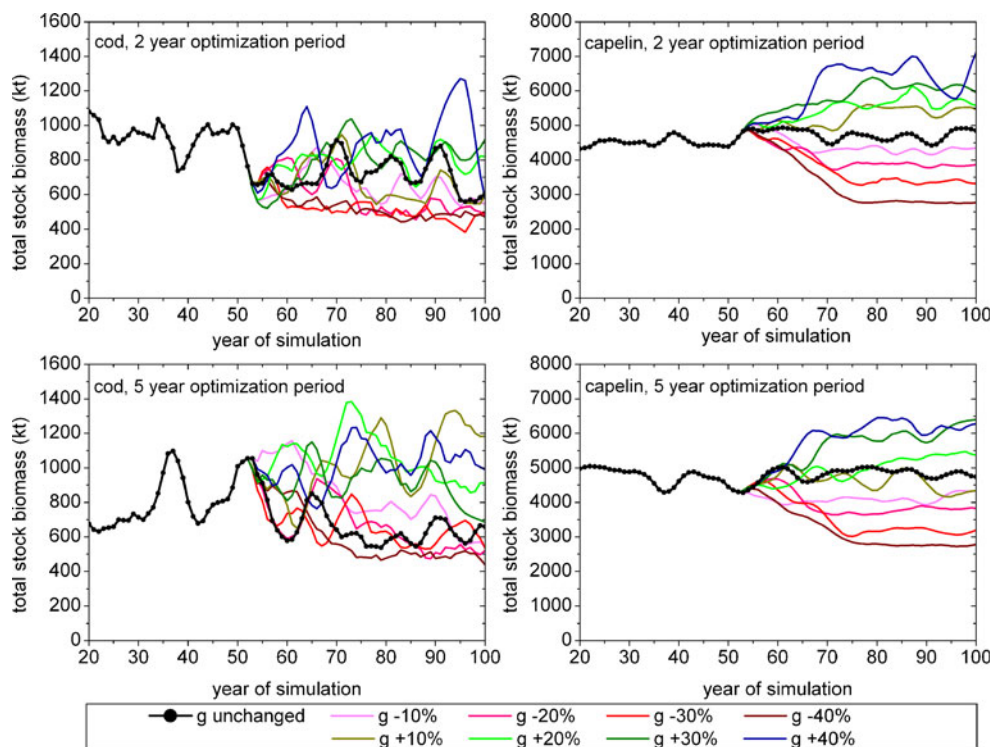 cod, 2 year optimization period
total stock biomass (kt)
1600
1400
1200
1000
800
600
400
200
0
20 30 40 50 60 70 80 90 100
year of simulation
capelin, 2 year optimization period
total stock biomass (kt)
8000
7000
6000
5000
4000
3000
2000
1000
0
20 30 40 50 60 70 80 90 100
year of simulation
cod, 5 year optimization period
total stock biomass (kt)
1600
1400
1200
1000
800
600
400
200
0
20 30 40 50 60 70 80 90 100
year of simulation
capelin, 5 year optimization period
total stock biomass (kt)
8000
7000
6000
5000
4000
3000
2000
1000
0
20 30 40 50 60 70 80 90 100
year of simulation
g unchanged g -10% g -20% g -30% g -40%
g +10% g +20% g +30% g +40%